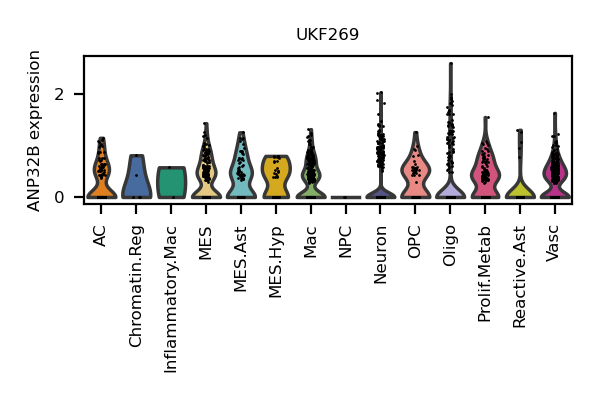 UKF269
ANP32B expression
2
0
AC
Chromatin.Reg
Inflammatory.Mac
MES
MES.Ast
MES.Hyp
Mac
NPC
Neuron
OPC
Oligo
Prolif.Metab
Reactive.Ast
Vasc